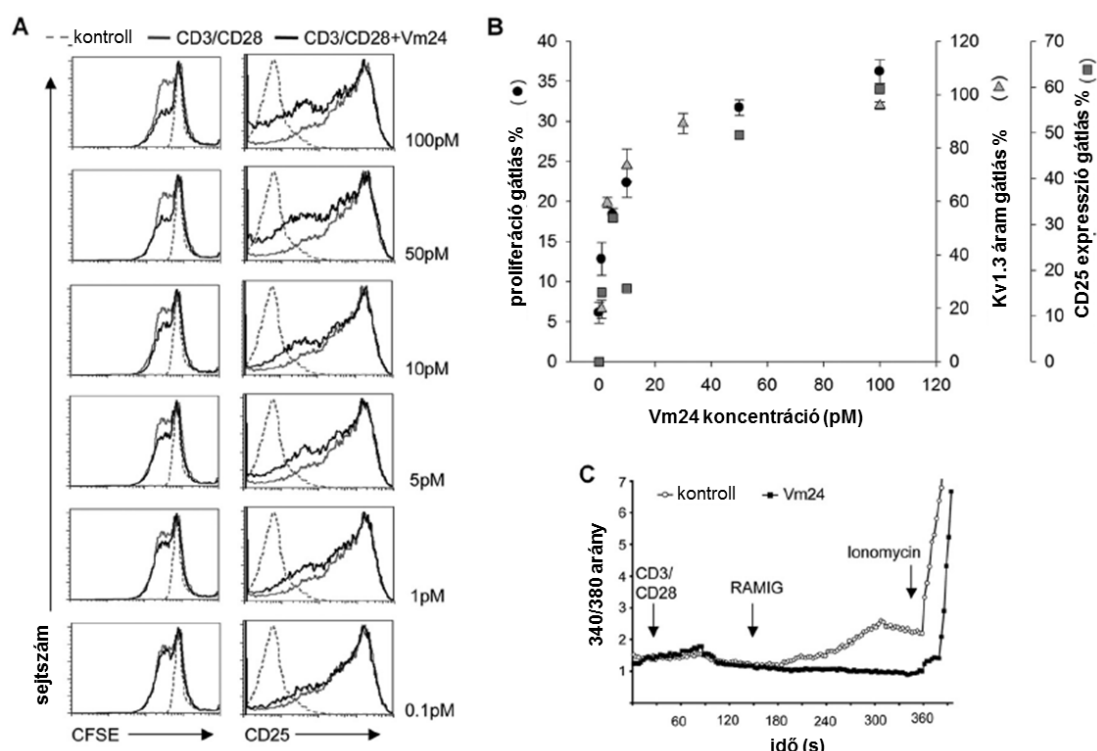 A
kontroll CD3/CD28 CD3/CD28+Vm24
100pM
50pM
10pM
5pM
1pM
0.1pM
sejtszám
CFSE CD25
B
40 120 70
35 100 60
30 50
25 80 40
20 60 30
15 40 20
10 20 10
5
0 0 0
proliferáció gátlás % (●)
Kv1.3 áram gátlás % (△)
CD25 expresszió gátlás % (■)
0 20 40 60 80 100 120
Vm24 koncentráció (pM)
C
kontroll Vm24
7
6
5
4
3
2
1
340/380 arány
CD3/
CD28
RAMIG
Ionomycin
60 120 180 240 300 360
idő (s)